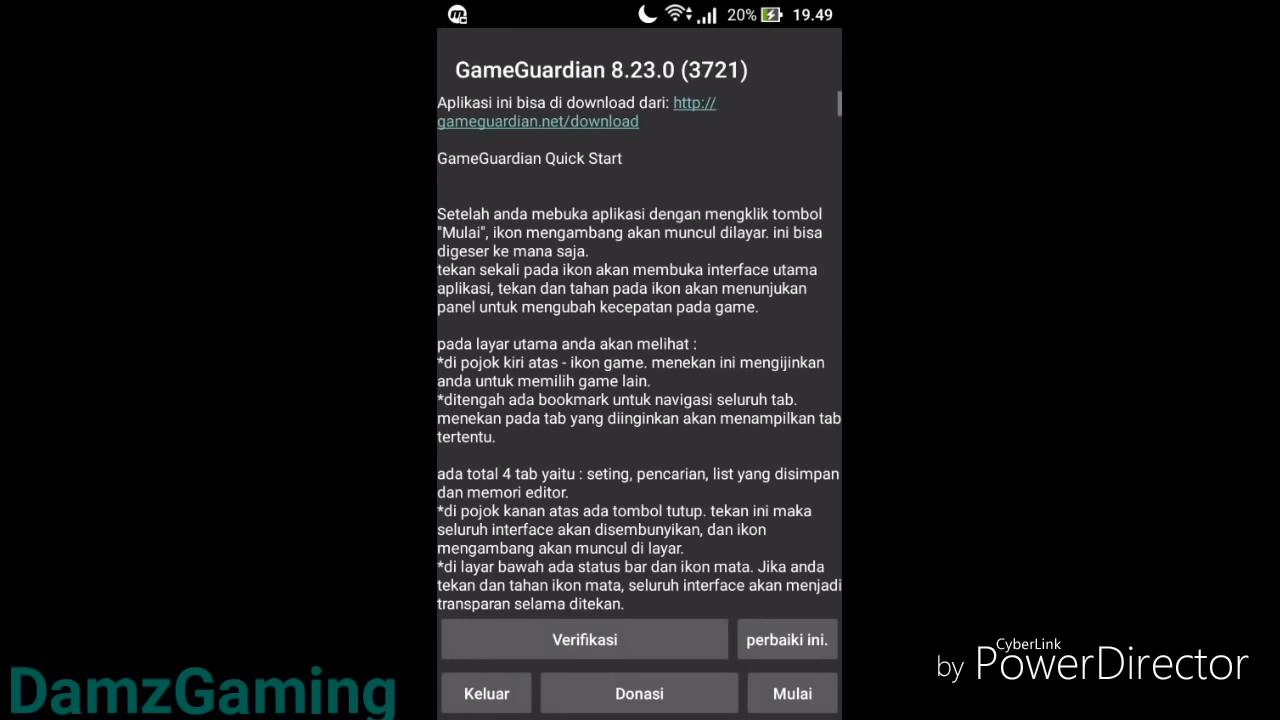 20% 19.49
GameGuardian 8.23.0 (3721)
Aplikasi ini bisa di download dari: http://
gameguardian.net/download
GameGuardian Quick Start
Setelah anda mebuka aplikasi dengan mengklik tombol
"Mulai", ikon mengambang akan muncul dilayar. ini bisa
digeser ke mana saja.
tekan sekali pada ikon akan membuka interface utama
aplikasi, tekan dan tahan pada ikon akan menunjukan
panel untuk mengubah kecepatan pada game.
pada layar utama anda akan melihat :
*di pojok kiri atas - ikon game. menekan ini mengijinkan
anda untuk memilih game lain.
*ditengah ada bookmark untuk navigasi seluruh tab.
menekan pada tab yang diinginkan akan menampilkan tab
tertentu.
ada total 4 tab yaitu : seting, pencarian, list yang disimpan
dan memori editor.
*di pojok kanan atas ada tombol tutup. tekan ini maka
seluruh interface akan disembunyikan, dan ikon
mengambang akan muncul di layar.
*di layar bawah ada status bar dan ikon mata. Jika anda
tekan dan tahan ikon mata, seluruh interface akan menjadi
transparan selama ditekan.
Verifikasi perbaiki ini.
Keluar Donasi Mulai
DamzGaming
CyberLink
by PowerDirector